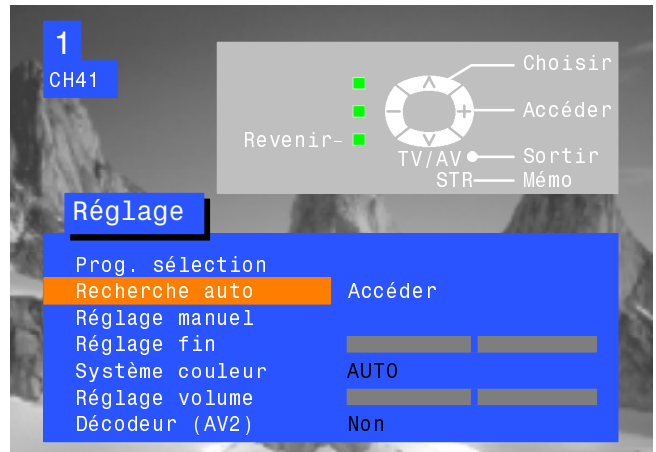 1
CH41
Choisir
Accéder
Revenir-
TV/AV Sortir
STR Mémo
Réglage
Prog. sélection
Recherche auto Accéder
Réglage manuel
Réglage fin
Système couleur AUTO
Réglage volume
Décodeur (AV2) Non